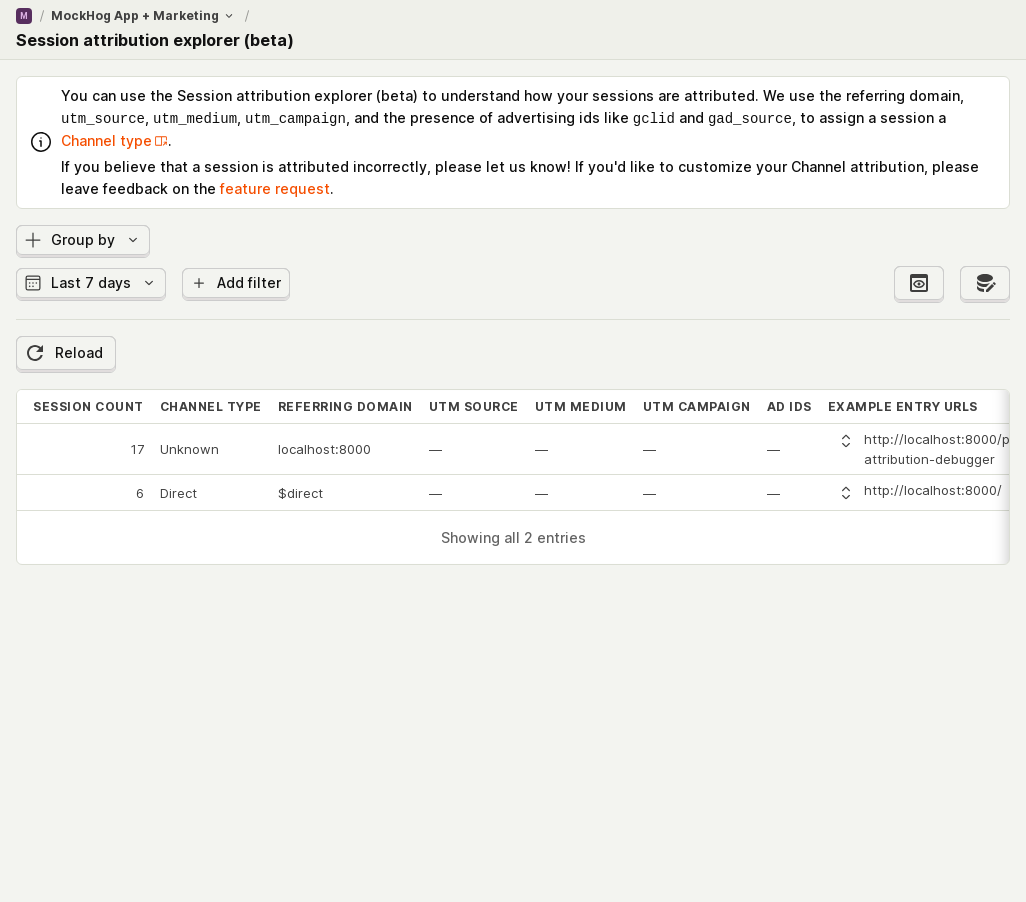 M / MockHog App + Marketing /
Session attribution explorer (beta)
You can use the Session attribution explorer (beta) to understand how your sessions are attributed. We use the referring domain,
utm_source, utm_medium, utm_campaign, and the presence of advertising ids like gclid and gad_source, to assign a session a
Channel type.
If you believe that a session is attributed incorrectly, please let us know! If you'd like to customize your Channel attribution, please
leave feedback on the feature request.
Group by
Last 7 days Add filter
Reload
SESSION COUNT CHANNEL TYPE REFERRING DOMAIN UTM SOURCE UTM MEDIUM UTM CAMPAIGN AD IDS EXAMPLE ENTRY URLS
17 Unknown localhost:8000 — — — — http://localhost:8000/p
attribution-debugger
6 Direct $direct — — — — http://localhost:8000/
Showing all 2 entries